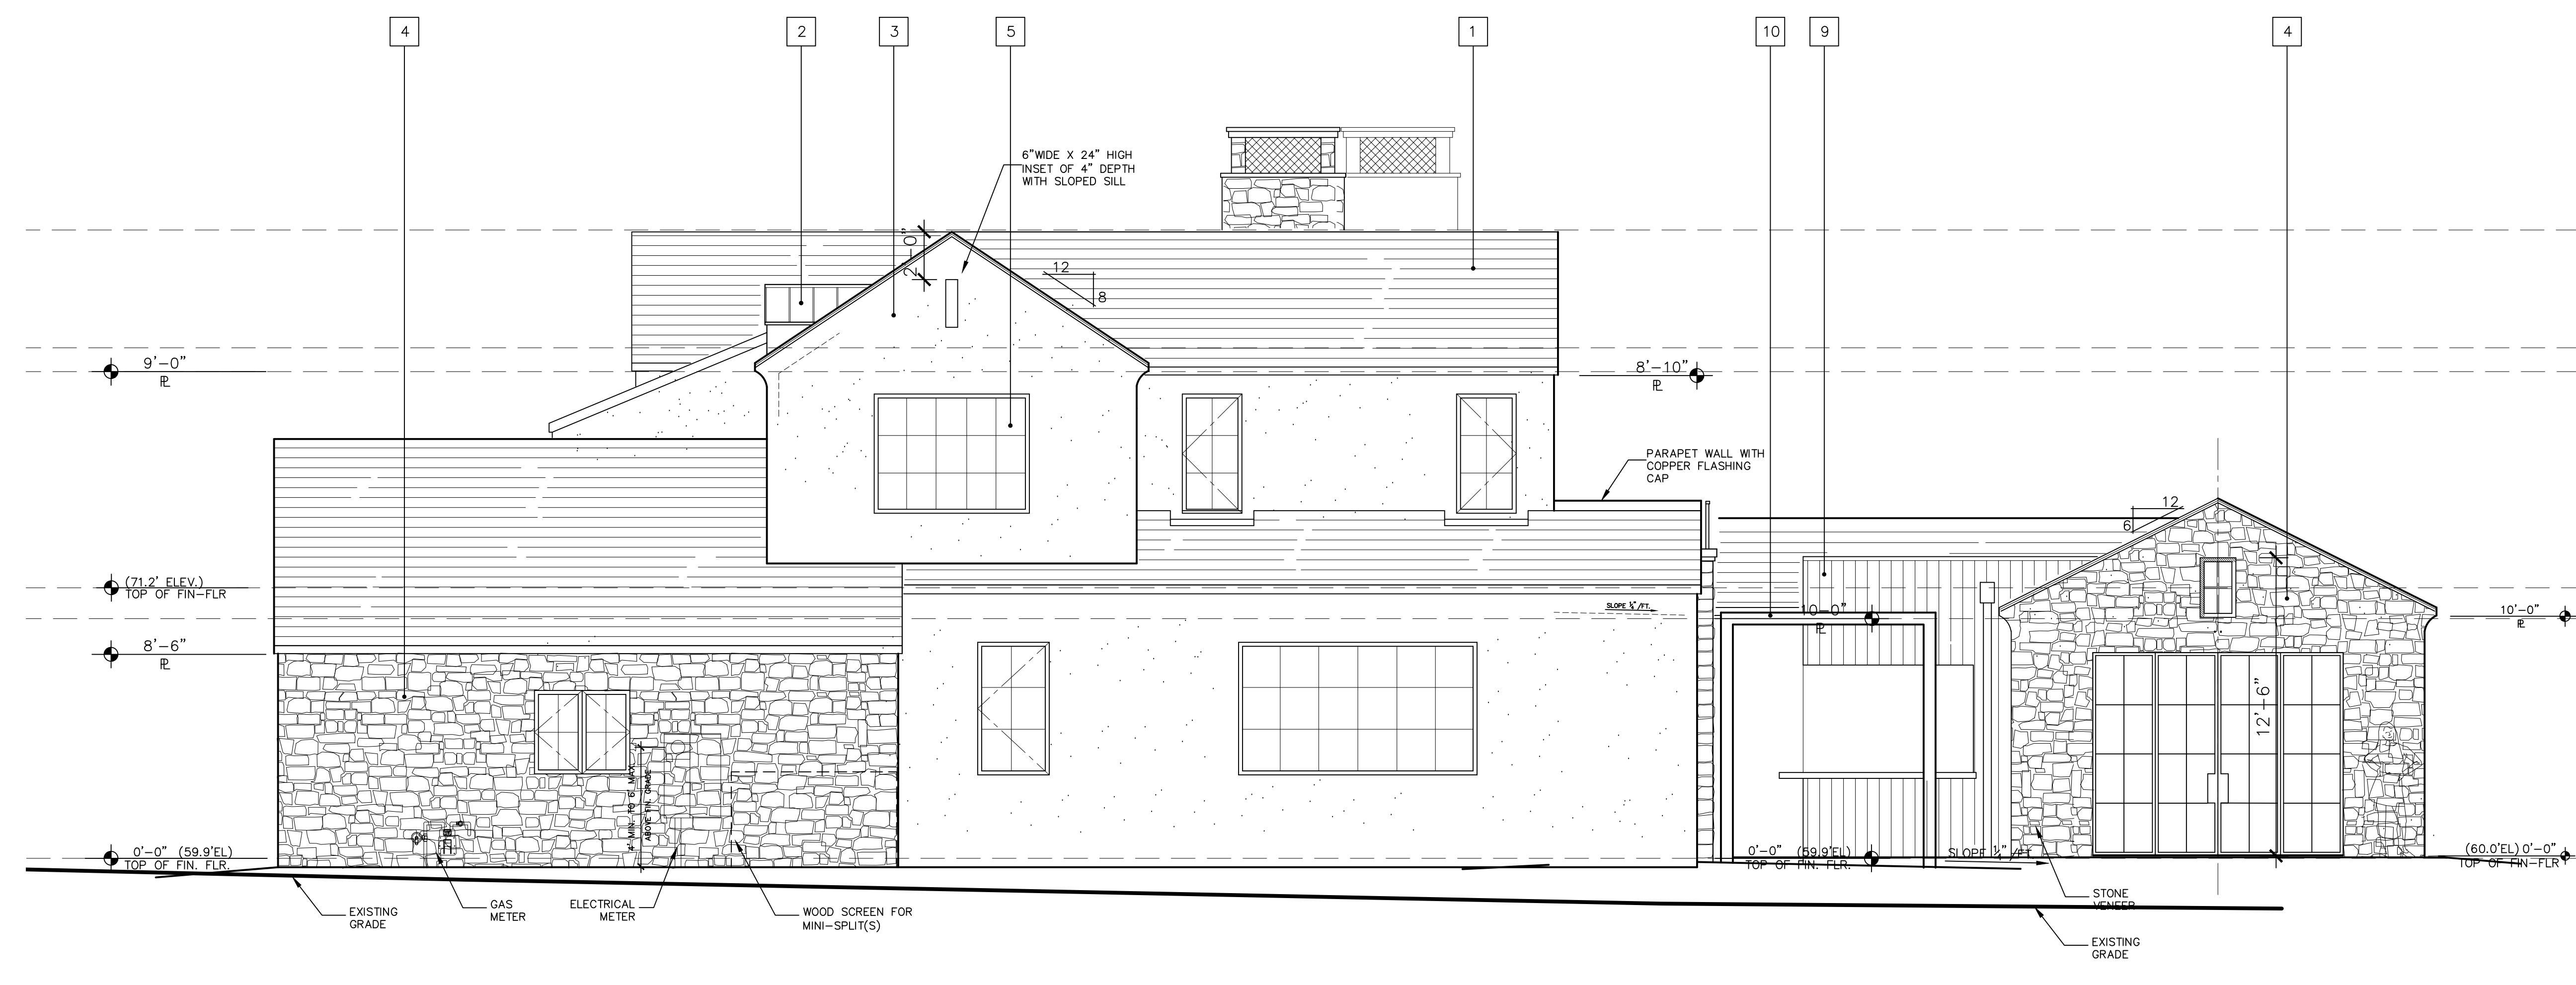 4
2
3
5
1
10
9
4
6"WIDE X 24" HIGH
INSET OF 4" DEPTH
WITH SLOPED SILL
2'-0"
12
8
9'-0"
PL
8'-10"
PL
PARAPET WALL WITH
COPPER FLASHING
CAP
12
6
(71.2' ELEV.)
TOP OF FIN-FLR
SLOPE ¼" /FT.
10-0"
PL
10'-0"
PL
8'-6"
PL
12'-6"
4' MIN. TO 6' MAX.
ABOVE FIN. GRADE
0'-0" (59.9'EL)
TOP OF FIN. FLR.
0'-0" (59.9'EL)
TOP OF FIN. FLR.
SLOPE ¼" /FT
(60.0'EL) 0'-0"
TOP OF FIN-FLR
EXISTING
GRADE
GAS
METER
ELECTRICAL
METER
WOOD SCREEN FOR
MINI-SPLIT(S)
STONE
VENEER
EXISTING
GRADE